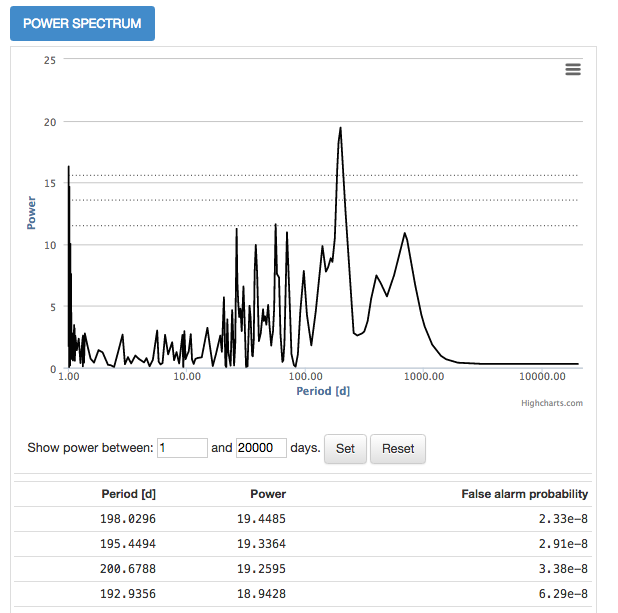 POWER SPECTRUM
25
20
15
10
5
0
Power
1.00 10.00 100.00 1000.00 10000.00
Period [d]
Highcharts.com
Show power between: 1 and 20000 days. Set Reset
Period [d] Power False alarm probability
198.0296 19.4485 2.33e-8
195.4494 19.3364 2.91e-8
200.6788 19.2595 3.38e-8
192.9356 18.9428 6.29e-8